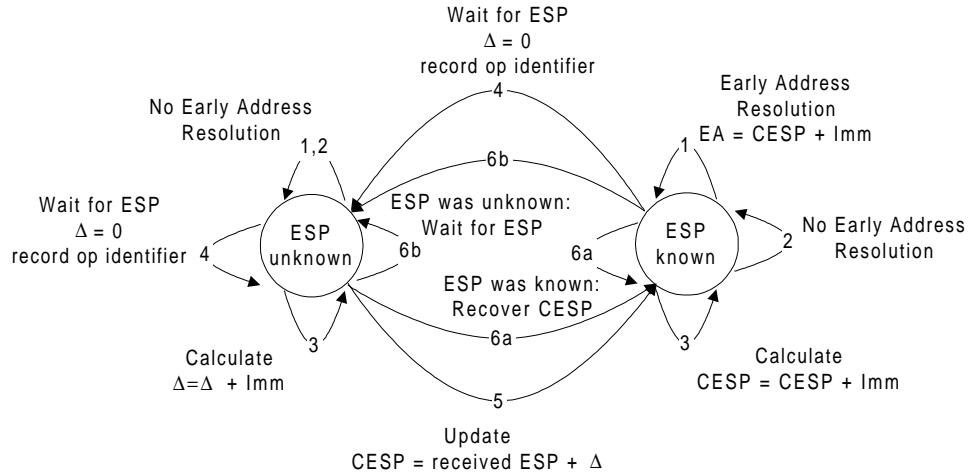 Wait for ESP
Δ = 0
record op identifier
4
No Early Address
Resolution
1,2
Early Address
Resolution
EA = CESP + Imm
1
6b
Wait for ESP
Δ = 0
record op identifier
4
ESP
unknown
ESP was unknown:
Wait for ESP
6b
6a
ESP
known
2
No Early Address
Resolution
ESP was known:
Recover CESP
3
6a
3
Calculate
Δ=Δ + Imm
Calculate
CESP = CESP + Imm
5
Update
CESP = received ESP + Δ